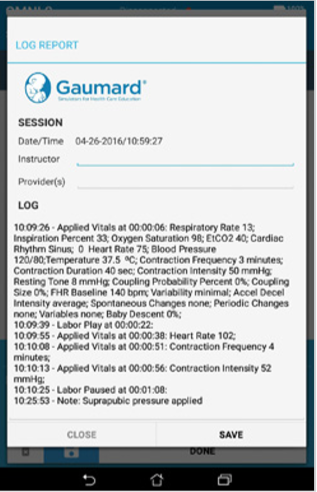 LOG REPORT
Gaumard®
Simulation for Health Care Education
SESSION
Date/Time 04-26-2016/10:59:27
Instructor
Provider(s)
LOG
10:09:26 - Applied Vitals at 00:00:06: Respiratory Rate 13;
Inspiration Percent 33; Oxygen Saturation 98; EtCO2 40; Cardiac
Rhythm Sinus; 0 Heart Rate 75; Blood Pressure
120/80;Temperature 37.5 ºC; Contraction Frequency 3 minutes;
Contraction Duration 40 sec; Contraction Intensity 50 mmHg;
Resting Tone 8 mmHg; Coupling Probability Percent 0%; Coupling
Size 0%; FHR Baseline 140 bpm; Variability minimal; Accel Decel
Intensity average; Spontaneous Changes none; Periodic Changes
none; Variables none; Baby Descent 0%;
10:09:39 - Labor Play at 00:00:22:
10:09:55 - Applied Vitals at 00:00:38: Heart Rate 102;
10:10:08 - Applied Vitals at 00:00:51: Contraction Frequency 4
minutes;
10:10:13 - Applied Vitals at 00:00:56: Contraction Intensity 52
mmHg;
10:10:25 - Labor Paused at 00:01:08:
10:25:53 - Note: Suprapubic pressure applied
CLOSE SAVE
DONE